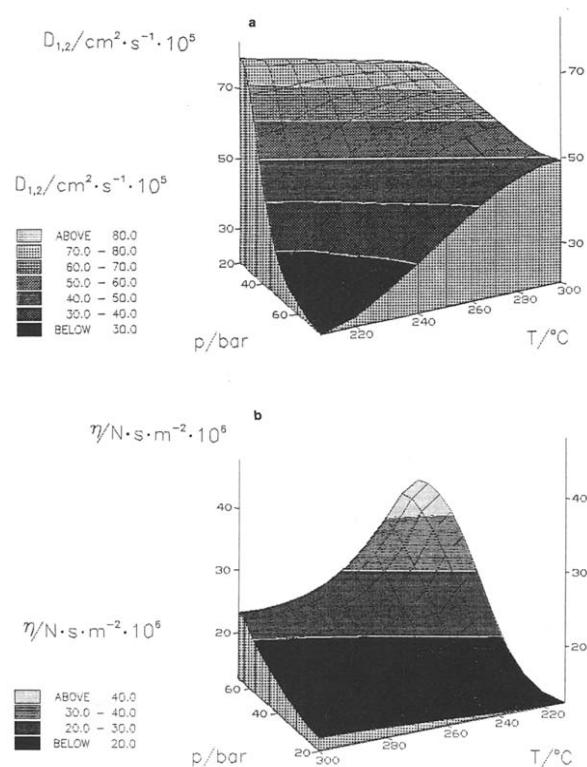 a
D₁,₂/cm²·s⁻¹·10⁵
70
50
30
20
40
60
70
50
30
220
240
260
280
300
p/bar
T/°C
D₁,₂/cm²·s⁻¹·10⁵
ABOVE 80.0
70.0 – 80.0
60.0 – 70.0
50.0 – 60.0
40.0 – 50.0
30.0 – 40.0
BELOW 30.0
b
η/N·s·m⁻²·10⁶
40
30
20
60
40
20
40
30
20
300
280
260
240
220
p/bar
T/°C
η/N·s·m⁻²·10⁶
ABOVE 40.0
30.0 – 40.0
20.0 – 30.0
BELOW 20.0